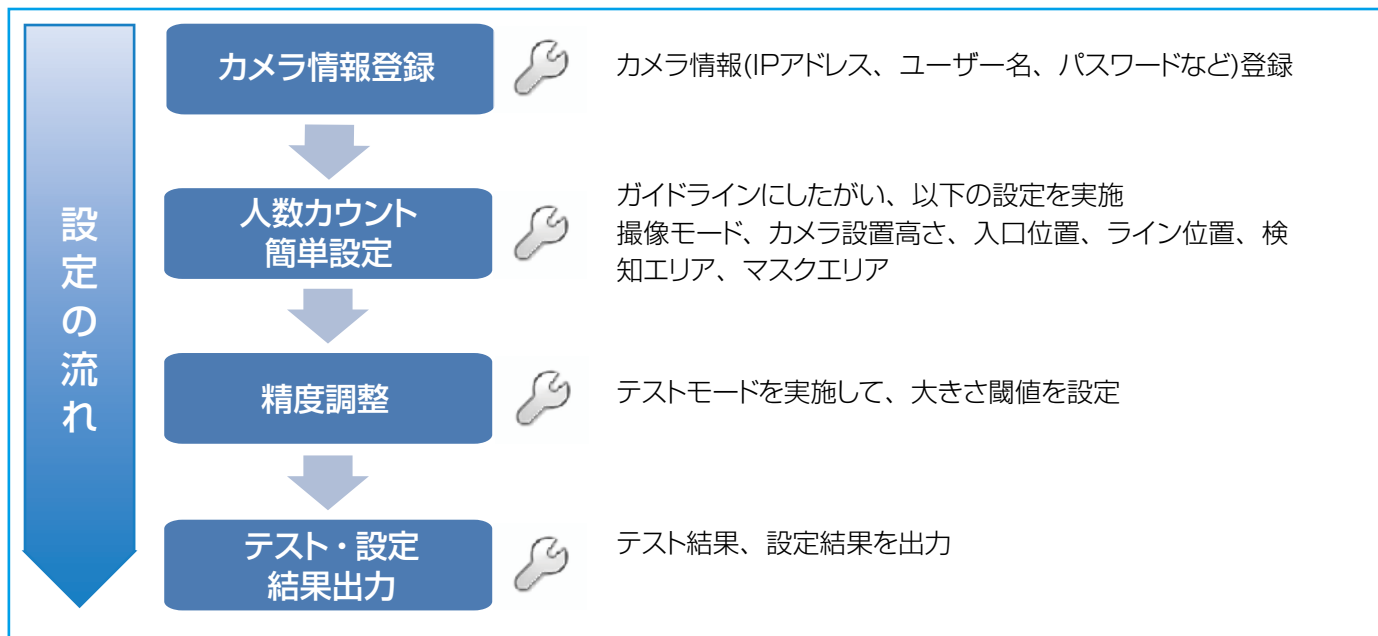 設定の流れ
カメラ情報登録
カメラ情報(IPアドレス、ユーザー名、パスワードなど)登録
人数カウント
簡単設定
ガイドラインにしたがい、以下の設定を実施
撮像モード、カメラ設置高さ、入口位置、ライン位置、検
知エリア、マスクエリア
精度調整
テストモードを実施して、大きさ閾値を設定
テスト・設定
結果出力
テスト結果、設定結果を出力